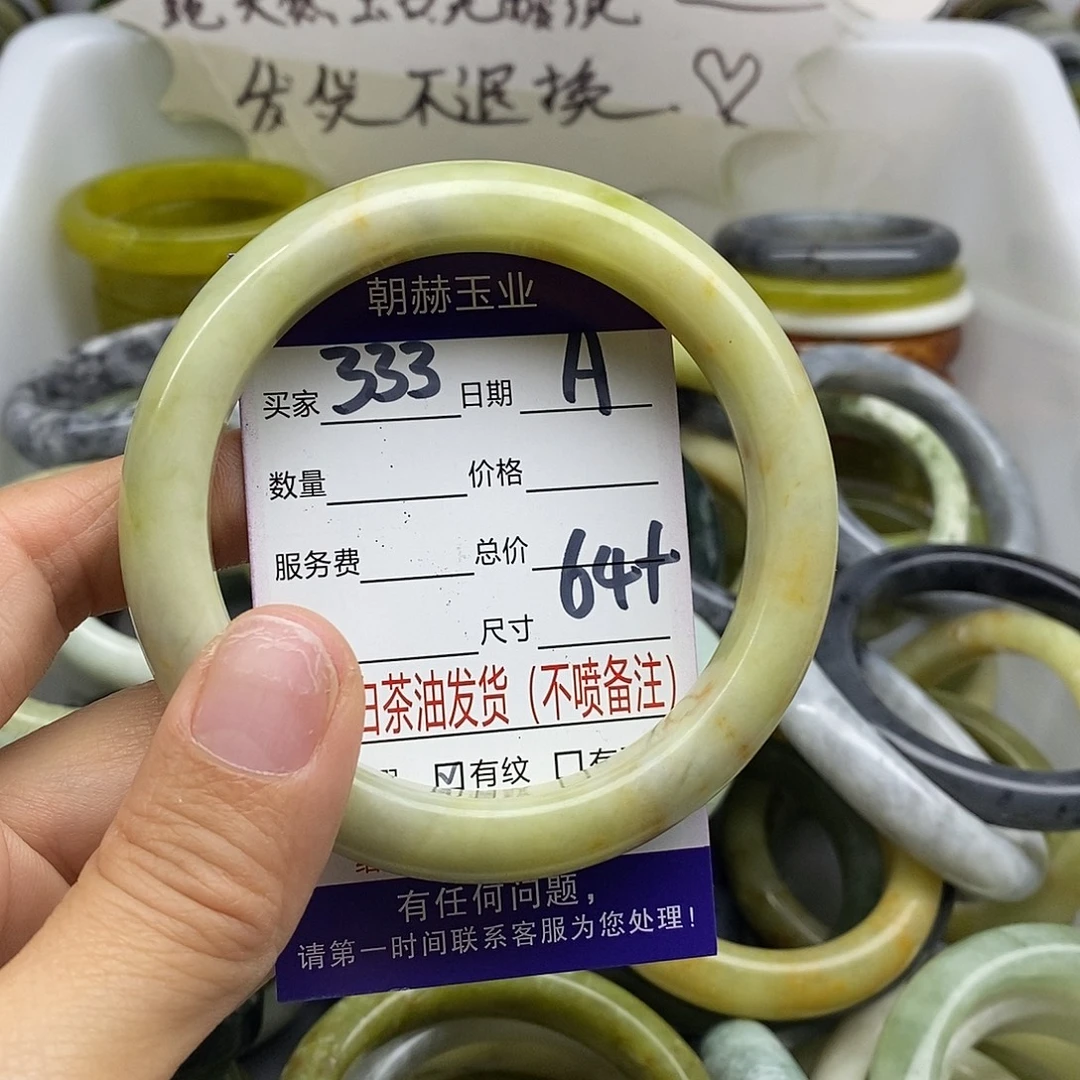 发货不退换
朝赫玉业
买家 333 日期 A
数量 价格
服务费 总价 64+
尺寸
白茶油发货（不喷备注）
☑有纹 □有
有任何问题，
请第一时间联系客服为您处理！